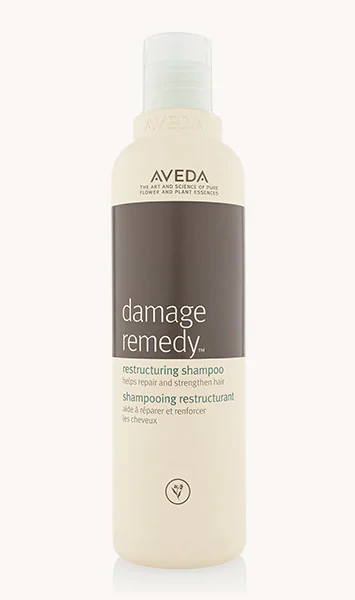 AVEDA
AVEDA
THE ART AND SCIENCE OF PURE
FLOWER AND PLANT ESSENCES
damage
remedy™
restructuring shampoo
helps repair and strengthen hair
shampooing restructurant
aide à réparer et renforcer
les cheveux